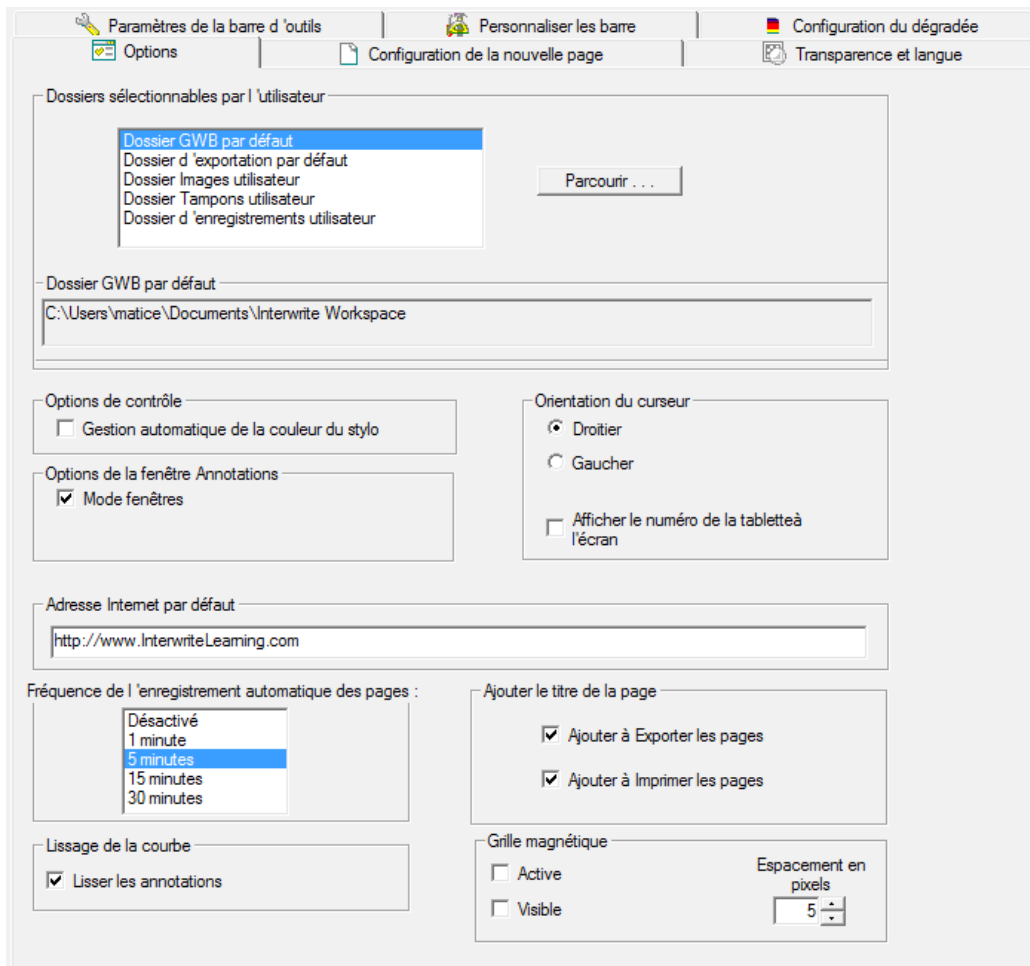 Paramètres de la barre d 'outils
Personnaliser les barre
Configuration du dégradée
Options
Configuration de la nouvelle page
Transparence et langue
Dossiers sélectionnables par l 'utilisateur
Dossier GWB par défaut
Dossier d 'exportation par défaut
Dossier Images utilisateur
Dossier Tampons utilisateur
Dossier d 'enregistrements utilisateur
Parcourir . . .
Dossier GWB par défaut
C:\Users\matice\Documents\Interwrite Workspace
Options de contrôle
Gestion automatique de la couleur du stylo
Options de la fenêtre Annotations
Mode fenêtres
Orientation du curseur
Droitier
Gaucher
Afficher le numéro de la tabletteà
l'écran
Adresse Internet par défaut
http://www.InterwriteLearning.com
Fréquence de l 'enregistrement automatique des pages :
Désactivé
1 minute
5 minutes
15 minutes
30 minutes
Ajouter le titre de la page
Ajouter à Exporter les pages
Ajouter à Imprimer les pages
Lissage de la courbe
Lisser les annotations
Grille magnétique
Active
Visible
Espacement en
pixels
5